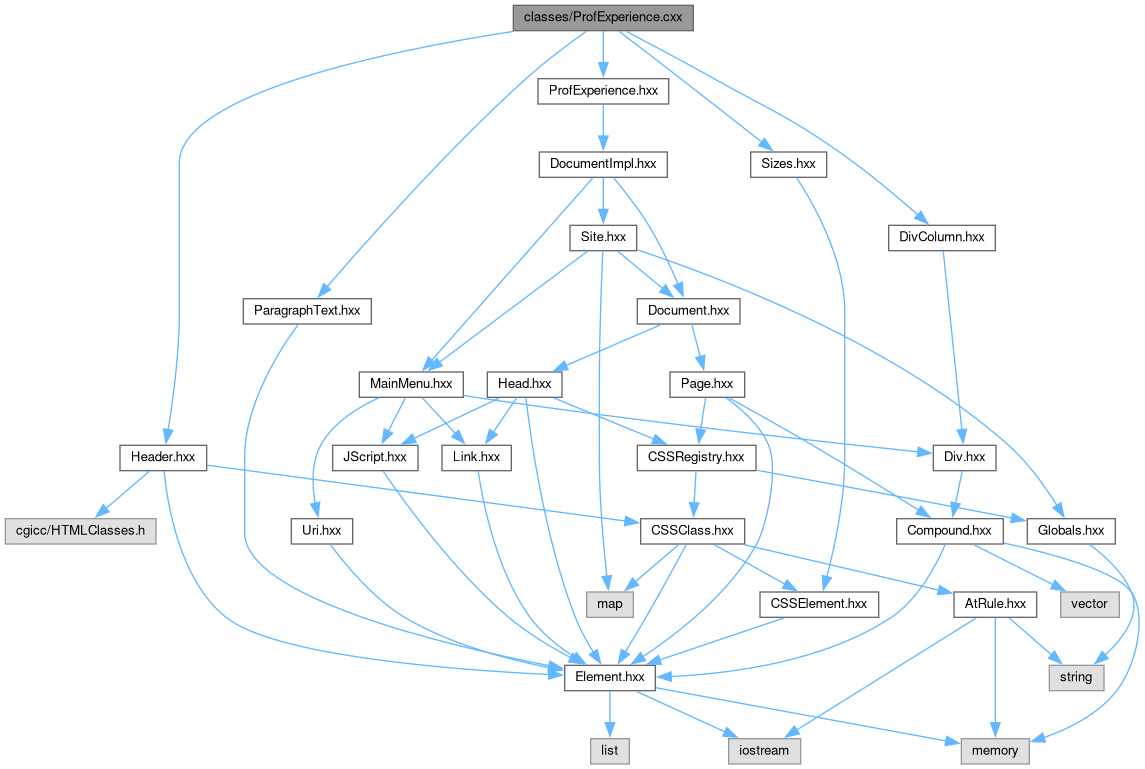 classes/ProfExperience.cxx
ProfExperience.hxx
DocumentImpl.hxx
Sizes.hxx
Site.hxx
DivColumn.hxx
ParagraphText.hxx
Document.hxx
MainMenu.hxx
Head.hxx
Page.hxx
Header.hxx
JScript.hxx
Link.hxx
CSSRegistry.hxx
Div.hxx
cgicc/HTMLClasses.h
Uri.hxx
CSSClass.hxx
Compound.hxx
Globals.hxx
map
CSSElement.hxx
AtRule.hxx
vector
Element.hxx
string
list
iostream
memory